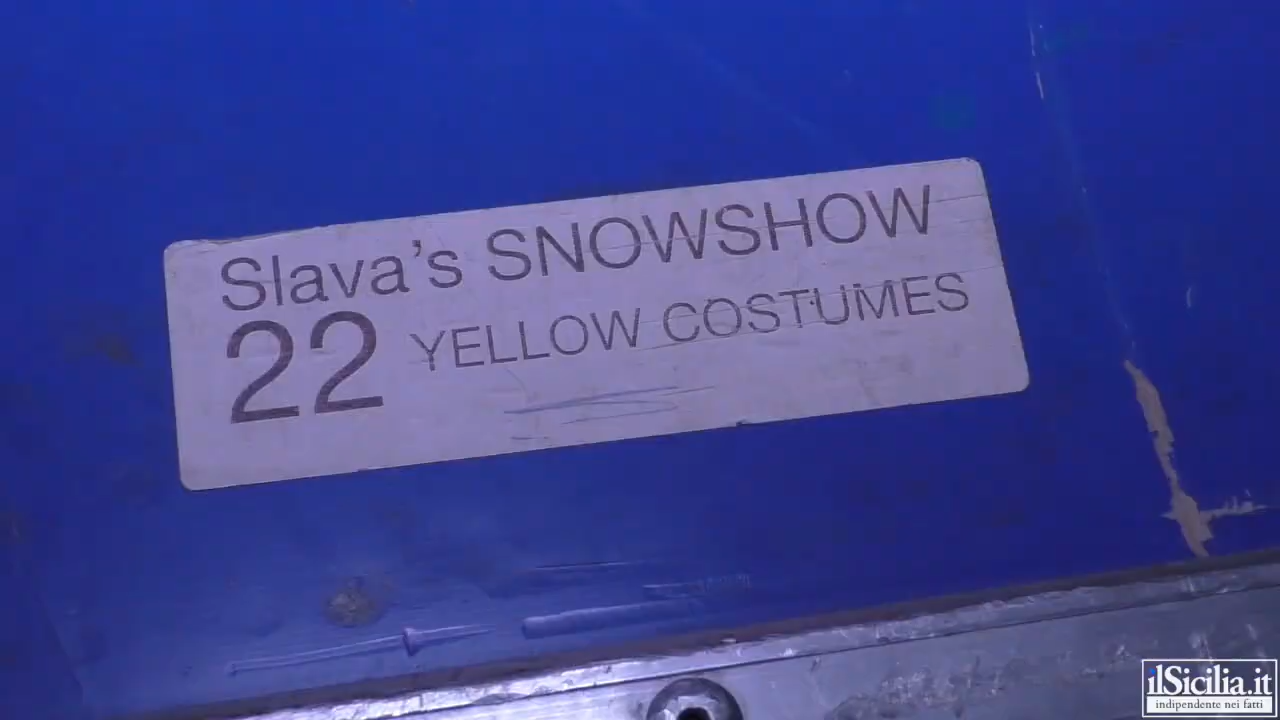 Slava's SNOWSHOW
22 YELLOW COSTUMES
ilSicilia.it
indipendente nei fatti